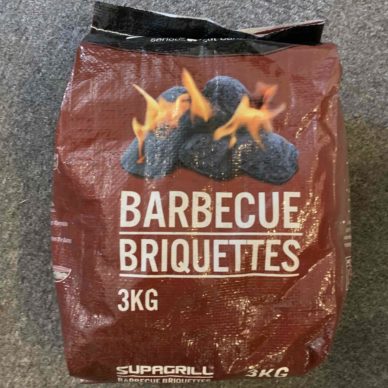 BARBECUE
BRIQUETTES
3KG
SUPAGRILL
BARBECUE BRIQUETTES
3KG